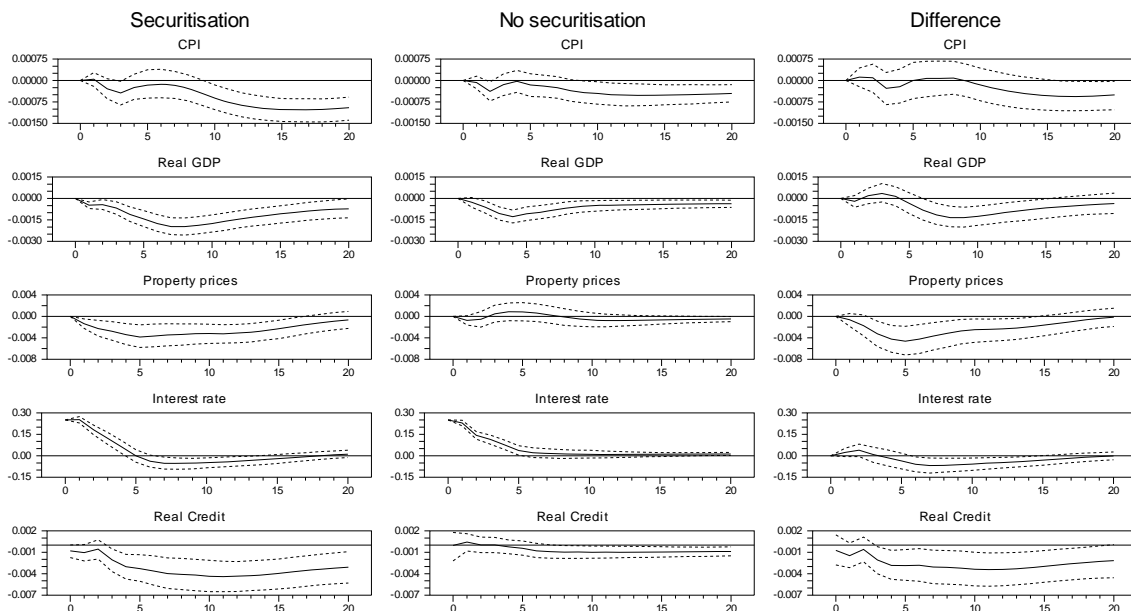 Securitisation No securitisation Difference
CPI CPI CPI
0.00075 0.00075 0.00075
0.00000 0.00000 0.00000
-0.00075 -0.00075 -0.00075
-0.00150 -0.00150 -0.00150
0 5 10 15 20 0 5 10 15 20 0 5 10 15 20
Real GDP Real GDP Real GDP
0.0015 0.0015 0.0015
0.0000 0.0000 0.0000
-0.0015 -0.0015 -0.0015
-0.0030 -0.0030 -0.0030
0 5 10 15 20 0 5 10 15 20 0 5 10 15 20
Property prices Property prices Property prices
0.004 0.004 0.004
0.000 0.000 0.000
-0.004 -0.004 -0.004
-0.008 -0.008 -0.008
0 5 10 15 20 0 5 10 15 20 0 5 10 15 20
Interest rate Interest rate Interest rate
0.30 0.30 0.30
0.15 0.15 0.15
0.00 0.00 0.00
-0.15 -0.15 -0.15
0 5 10 15 20 0 5 10 15 20 0 5 10 15 20
Real Credit Real Credit Real Credit
0.002 0.002 0.002
-0.001 -0.001 -0.001
-0.004 -0.004 -0.004
-0.007 -0.007 -0.007
0 5 10 15 20 0 5 10 15 20 0 5 10 15 20